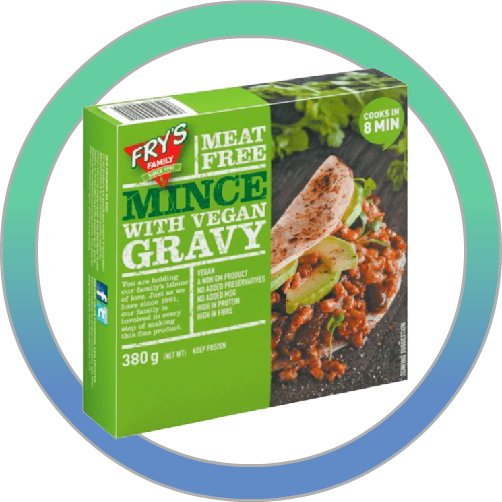 FRY'S
FAMILY
SINCE 1991
MEAT
FREE
MINCE
WITH VEGAN
GRAVY
You are holding
our family's labour
of love. Just as we
have since 1991,
our family is
involved in every
step of making
this fine product.
VEGAN
A NON GM PRODUCT
NO ADDED PRESERVATIVES
NO ADDED MSG
HIGH IN PROTEIN
HIGH IN FIBRE
380 g (NET WT) KEEP FROZEN
COOKS IN
8 MIN
SERVING SUGGESTION